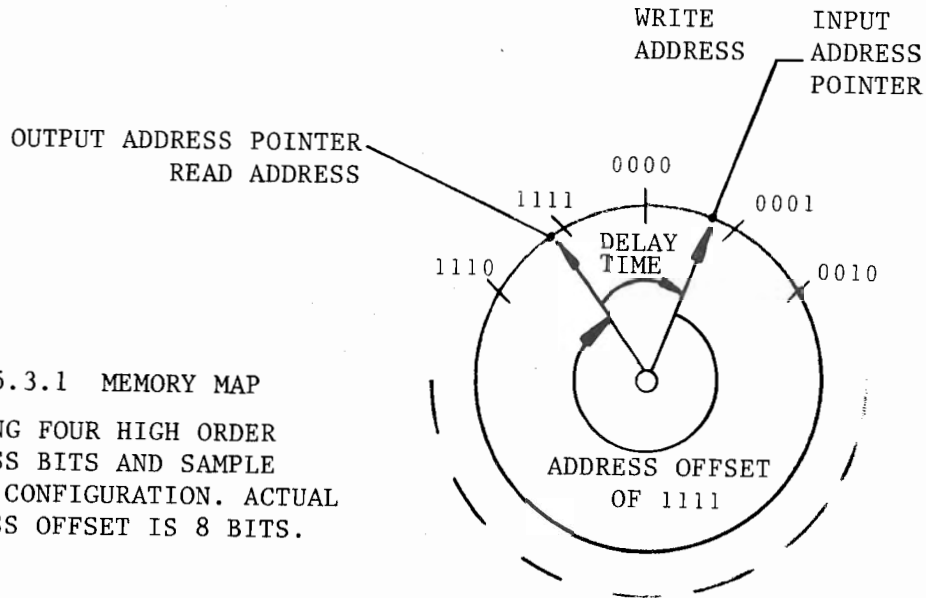 WRITE
ADDRESS
INPUT
ADDRESS
POINTER
OUTPUT ADDRESS POINTER
READ ADDRESS
0000
1111
0001
1110
0010
DELAY
TIME
5.3.1 MEMORY MAP
NG FOUR HIGH ORDER
SS BITS AND SAMPLE
CONFIGURATION. ACTUAL
SS OFFSET IS 8 BITS.
ADDRESS OFFSET
OF 1111